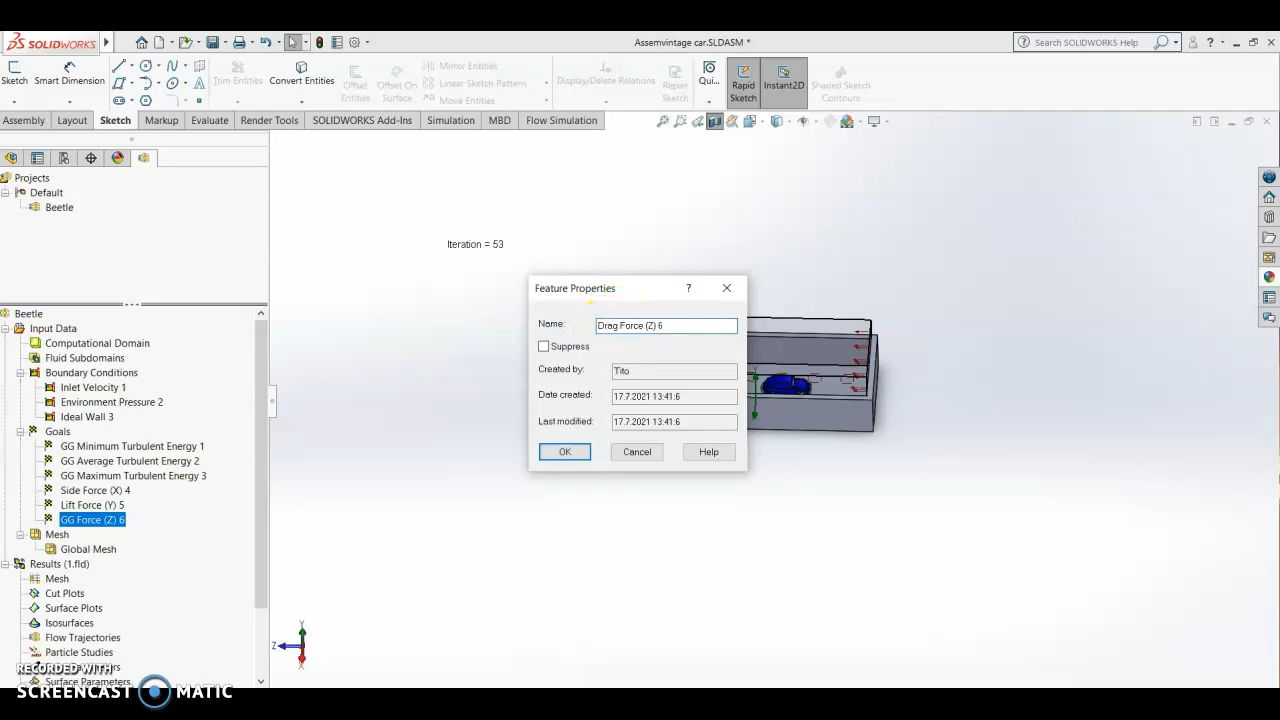 SOLIDWORKS
Assemvintage car.SLDASM *
Search SOLIDWORKS Help
Sketch
Smart Dimension
Trim Entities
Convert Entities
Offset Entities
Offset On Surface
Mirror Entities
Linear Sketch Pattern
Move Entities
Display/Delete Relations
Repair Sketch
Qui...
Rapid Sketch
Instant2D
Shaded Sketch Contours
Assembly
Layout
Sketch
Markup
Evaluate
Render Tools
SOLIDWORKS Add-Ins
Simulation
MBD
Flow Simulation
Projects
Default
Beetle
Iteration = 53
Beetle
Input Data
Computational Domain
Fluid Subdomains
Boundary Conditions
Inlet Velocity 1
Environment Pressure 2
Ideal Wall 3
Goals
GG Minimum Turbulent Energy 1
GG Average Turbulent Energy 2
GG Maximum Turbulent Energy 3
Side Force (X) 4
Lift Force (Y) 5
GG Force (Z) 6
Mesh
Global Mesh
Results (1.fld)
Mesh
Cut Plots
Surface Plots
Isosurfaces
Flow Trajectories
Particle Studies
Surface Parameters
Feature Properties
?
Name:
Drag Force (Z) 6
Suppress
Created by:
Tito
Date created:
17.7.2021 13:41:6
Last modified:
17.7.2021 13:41:6
OK
Cancel
Help
Y
Y
Z
X
RECORDED WITH
SCREENCAST MATIC